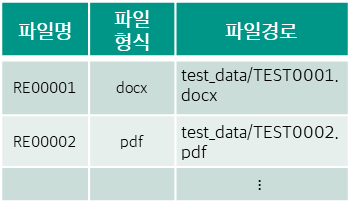 파일명
파일
형식
파일경로
RE00001
docx
test_data/TEST0001.
docx
RE00002
pdf
test_data/TEST0002.
pdf
⋮